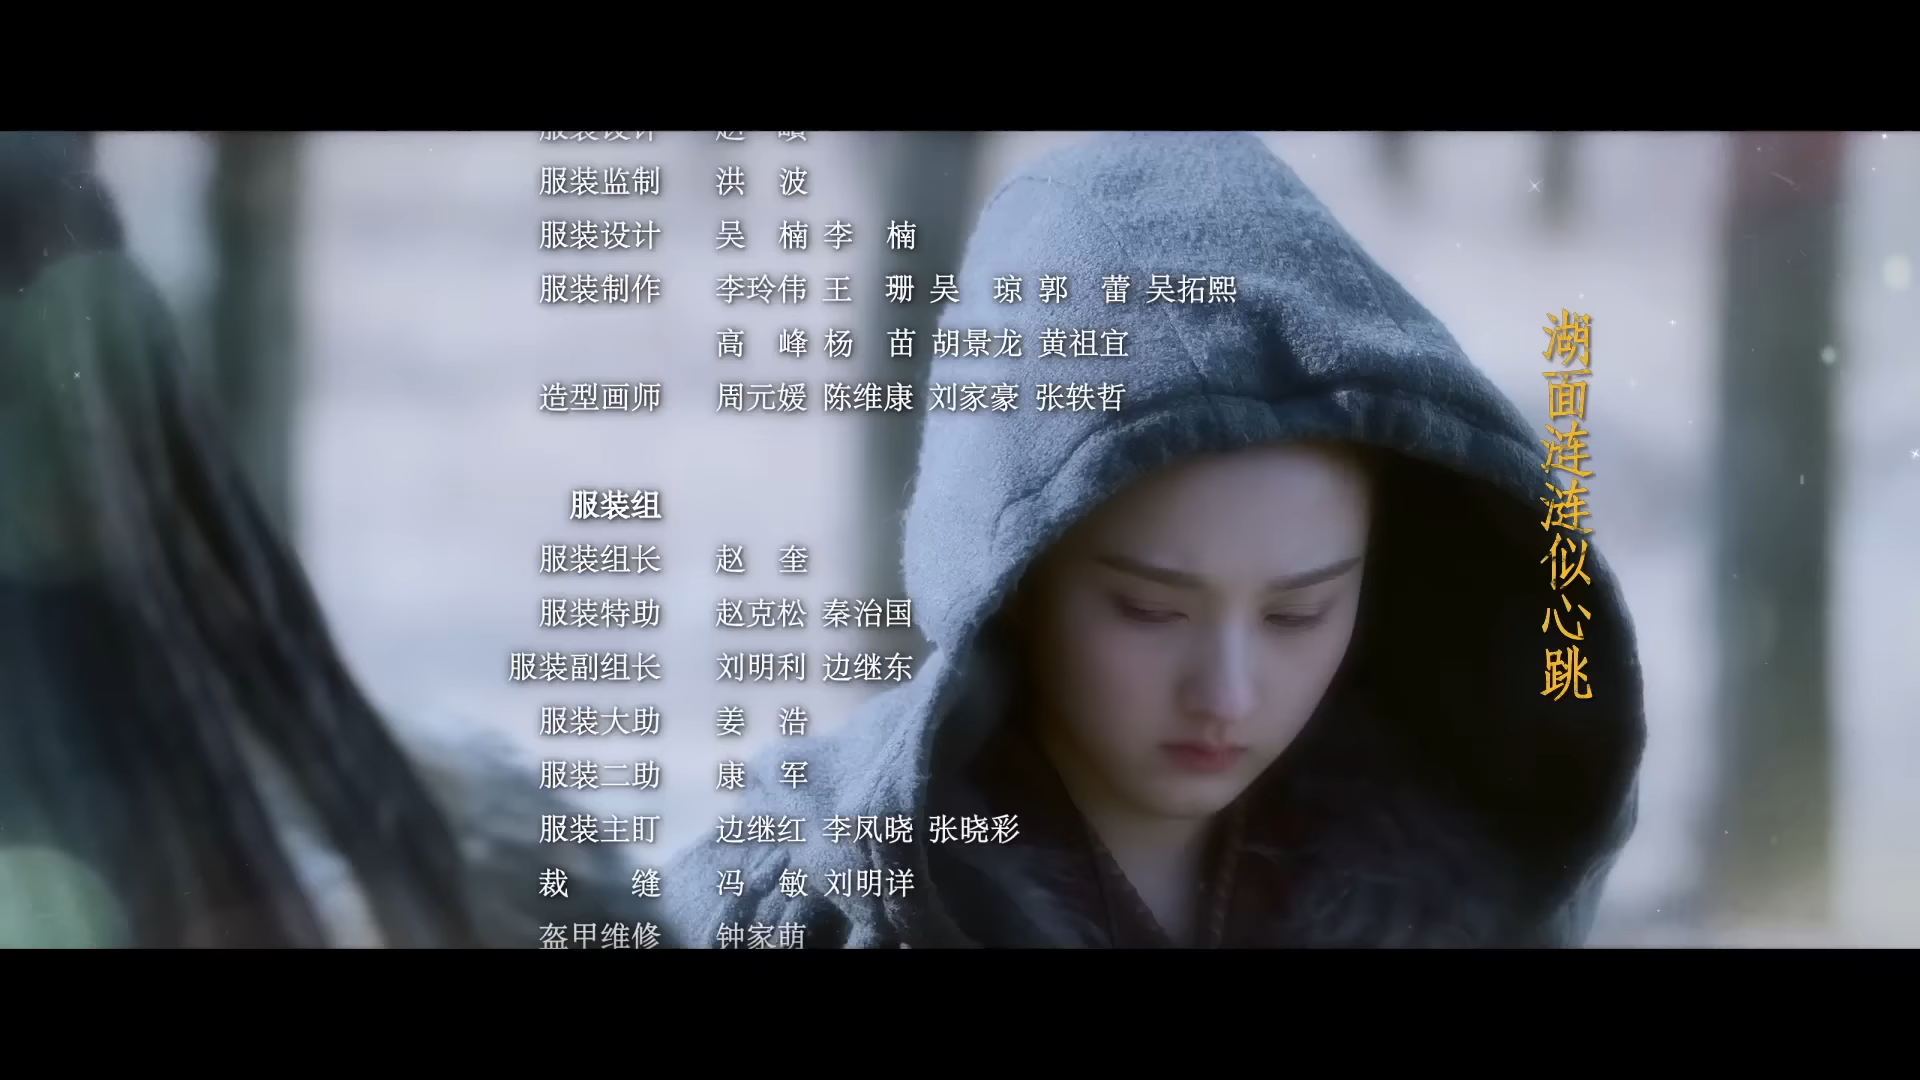 服装监制 洪 波
服装设计 吴 楠 李 楠
服装制作 李玲伟 王 珊 吴 琼 郭 蕾 吴拓熙
高 峰 杨 苗 胡景龙 黄祖宜
造型画师 周元媛 陈维康 刘家豪 张轶哲
服装组
服装组长 赵 奎
服装特助 赵克松 秦治国
服装副组长 刘明利 边继东
服装大助 姜 浩
服装二助 康 军
服装主盯 边继红 李凤晓 张晓彩
裁 缝 冯 敏 刘明详
盔甲维修 钟家萌
湖面涟涟似心跳